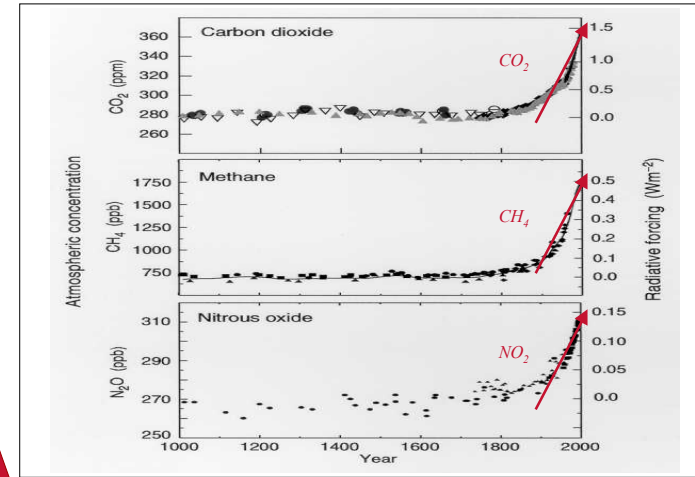 Carbon dioxide
360
340
320
300
280
260
CO2 (ppm)
CO2
1.5
1.0
0.5
0.0
Methane
1750
1500
1250
1000
750
CH4 (ppb)
CH4
0.5
0.4
0.3
0.2
0.1
0.0
Atmospheric concentration
Radiative forcing (Wm−2)
Nitrous oxide
310
290
270
250
N2O (ppb)
NO2
0.15
0.10
0.05
0.0
1000 1200 1400 1600 1800 2000
Year